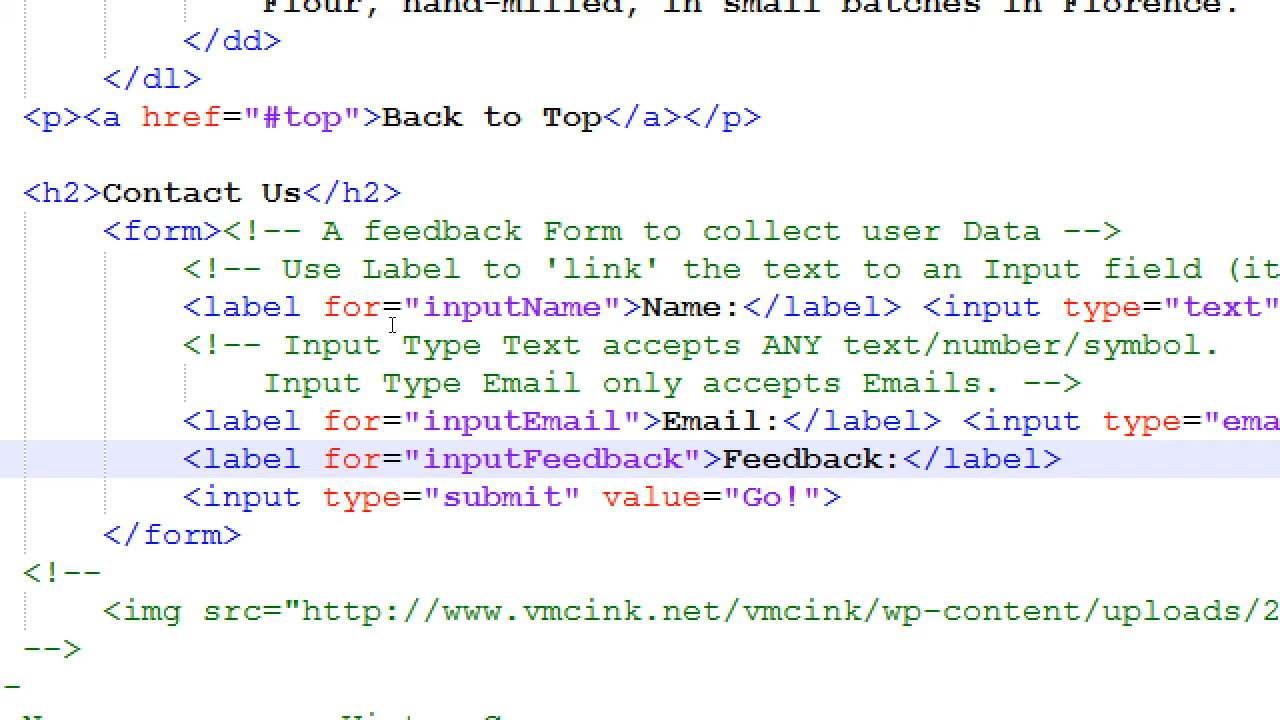 Flour, hand-milled, in small batches in Florence.
</dd>
</dl>
<p><a href="#top">Back to Top</a></p>
<h2>Contact Us</h2>
<form><!-- A feedback Form to collect user Data -->
<!-- Use Label to 'link' the text to an Input field (it
<label for="inputName">Name:</label> <input type="text"
<!-- Input Type Text accepts ANY text/number/symbol.
Input Type Email only accepts Emails. -->
<label for="inputEmail">Email:</label> <input type="ema
<label for="inputFeedback">Feedback:</label>
<input type="submit" value="Go!">
</form>
<!--
<img src="http://www.vmcink.net/vmcink/wp-content/uploads/2
-->
-